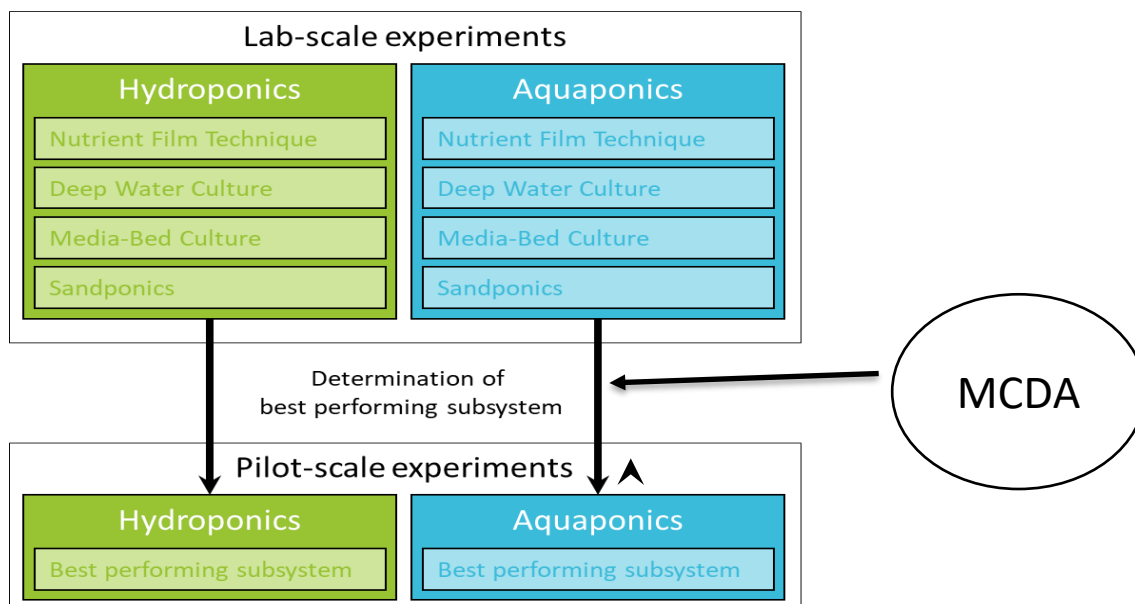 Lab-scale experiments
Hydroponics
Nutrient Film Technique
Deep Water Culture
Media-Bed Culture
Sandponics
Aquaponics
Nutrient Film Technique
Deep Water Culture
Media-Bed Culture
Sandponics
Determination of
best performing subsystem
MCDA
Pilot-scale experiments
Hydroponics
Best performing subsystem
Aquaponics
Best performing subsystem